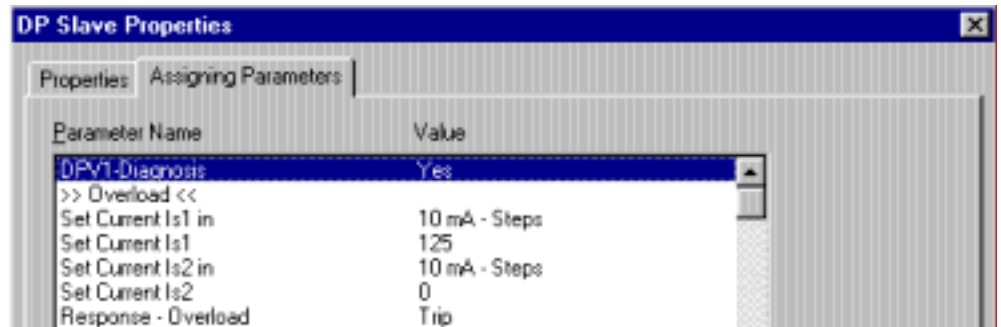 DP Slave Properties
Properties Assigning Parameters
Parameter Name Value
DPV1-Diagnosis Yes
>> Overload <<
Set Current Is1 in 10 mA - Steps
Set Current Is1 125
Set Current Is2 in 10 mA - Steps
Set Current Is2 0
Response - Overload Trip